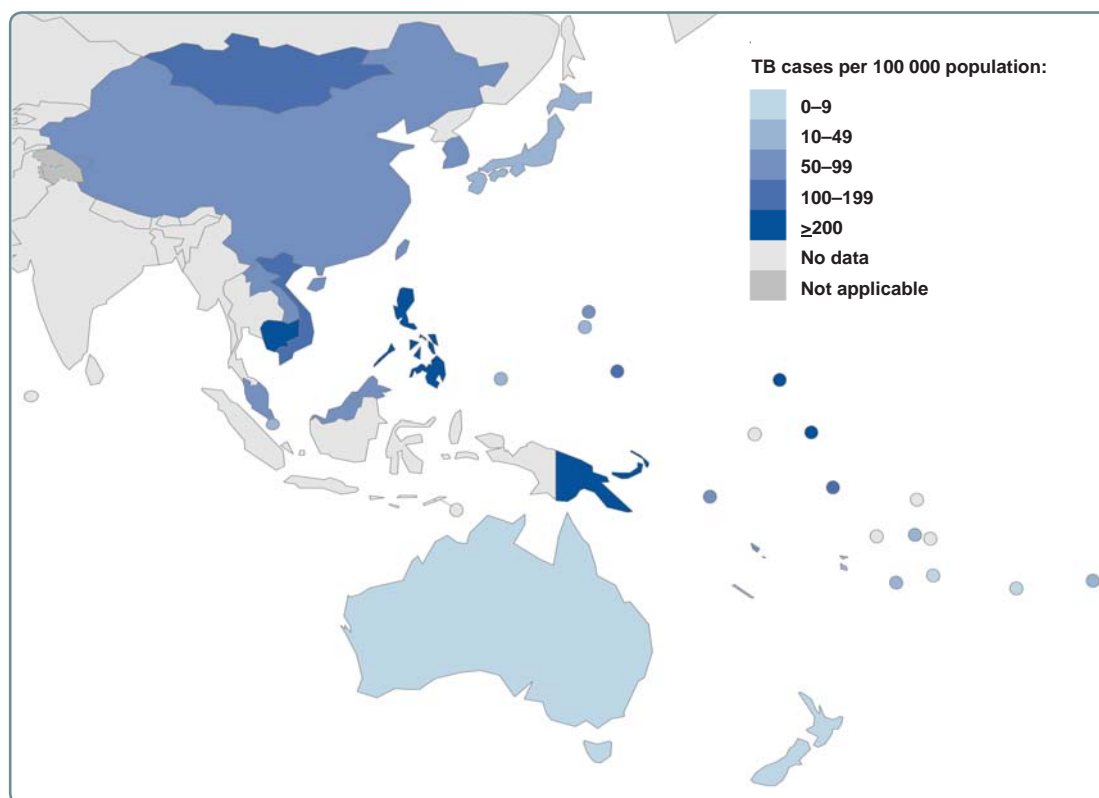 TB cases per 100 000 population:
0–9
10–49
50–99
100–199
≥200
No data
Not applicable